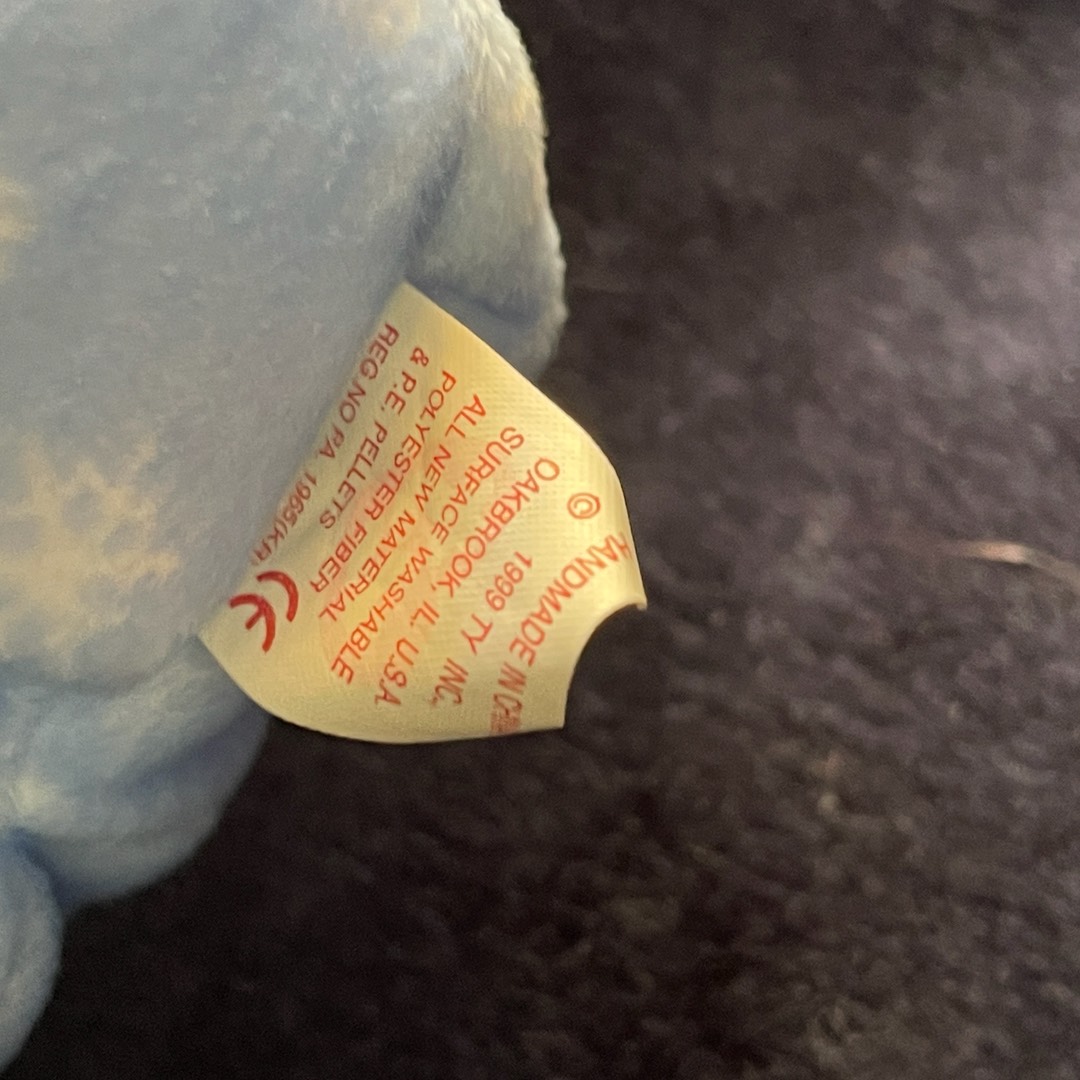 HANDMADE IN
© 1999 TY INC.,
OAKBROOK, IL. U.S.A
SURFACE WASHABLE
ALL NEW MATERIAL
POLYESTER FIBER
& P.E. PELLETS
REG.NO PA. 1965(KR)
CE